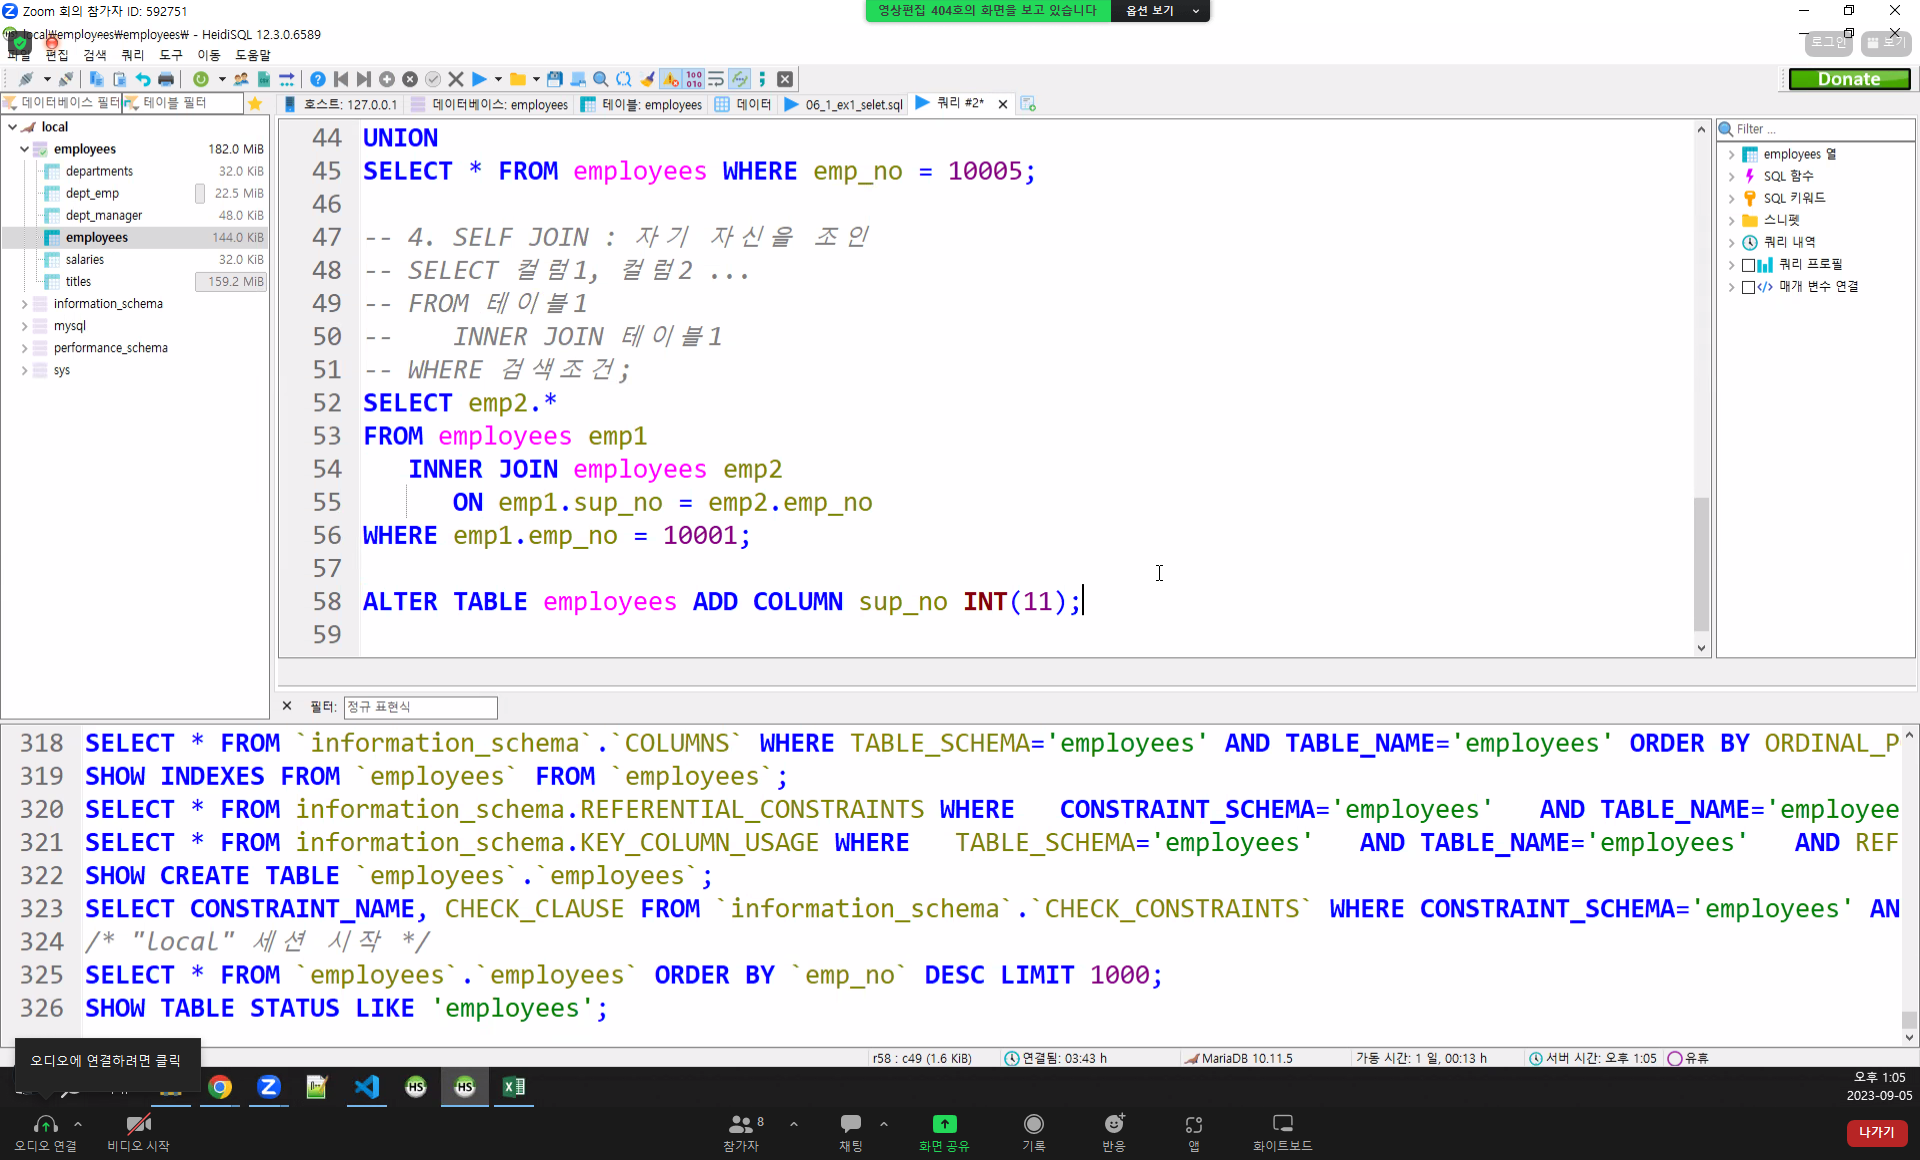 Zoom 회의 참가자 ID: 592751
영상편집 404호의 화면을 보고 있습니다
옵션 보기
local\employees\employees\ - HeidiSQL 12.3.0.6589
로그인
보기
파일 편집 검색 쿼리 도구 이동 도움말
Donate
데이터베이스 필터
테이블 필터
호스트: 127.0.0.1
데이터베이스: employees
테이블: employees
데이터
06_1_ex1_selet.sql
쿼리 #2*
local
employees 182.0 MiB
departments 32.0 KiB
dept_emp 22.5 MiB
dept_manager 48.0 KiB
employees 144.0 KiB
salaries 32.0 KiB
titles 159.2 MiB
information_schema
mysql
performance_schema
sys
44 UNION
45 SELECT * FROM employees WHERE emp_no = 10005;
46
47 -- 4. SELF JOIN : 자기 자신을 조인
48 -- SELECT 컬럼1, 컬럼2 ...
49 -- FROM 테이블1
50 -- INNER JOIN 테이블1
51 -- WHERE 검색조건;
52 SELECT emp2.*
53 FROM employees emp1
54 INNER JOIN employees emp2
55 ON emp1.sup_no = emp2.emp_no
56 WHERE emp1.emp_no = 10001;
57
58 ALTER TABLE employees ADD COLUMN sup_no INT(11);
59
Filter ...
employees 열
SQL 함수
SQL 키워드
스니펫
쿼리 내역
쿼리 프로필
매개 변수 연결
필터: 정규 표현식
318 SELECT * FROM `information_schema`.`COLUMNS` WHERE TABLE_SCHEMA='employees' AND TABLE_NAME='employees' ORDER BY ORDINAL_P
319 SHOW INDEXES FROM `employees` FROM `employees`;
320 SELECT * FROM information_schema.REFERENTIAL_CONSTRAINTS WHERE CONSTRAINT_SCHEMA='employees' AND TABLE_NAME='employee
321 SELECT * FROM information_schema.KEY_COLUMN_USAGE WHERE TABLE_SCHEMA='employees' AND TABLE_NAME='employees' AND REF
322 SHOW CREATE TABLE `employees`.`employees`;
323 SELECT CONSTRAINT_NAME, CHECK_CLAUSE FROM `information_schema`.`CHECK_CONSTRAINTS` WHERE CONSTRAINT_SCHEMA='employees' AN
324 /* "local" 세션 시작 */
325 SELECT * FROM `employees`.`employees` ORDER BY `emp_no` DESC LIMIT 1000;
326 SHOW TABLE STATUS LIKE 'employees';
오디오에 연결하려면 클릭
r58 : c49 (1.6 KiB)
연결됨: 03:43 h
MariaDB 10.11.5
가동 시간: 1 일, 00:13 h
서버 시간: 오후 1:05
유휴
오후 1:05
2023-09-05
오디오 연결
비디오 시작
8
참가자
채팅
화면 공유
기록
반응
앱
화이트보드
나가기